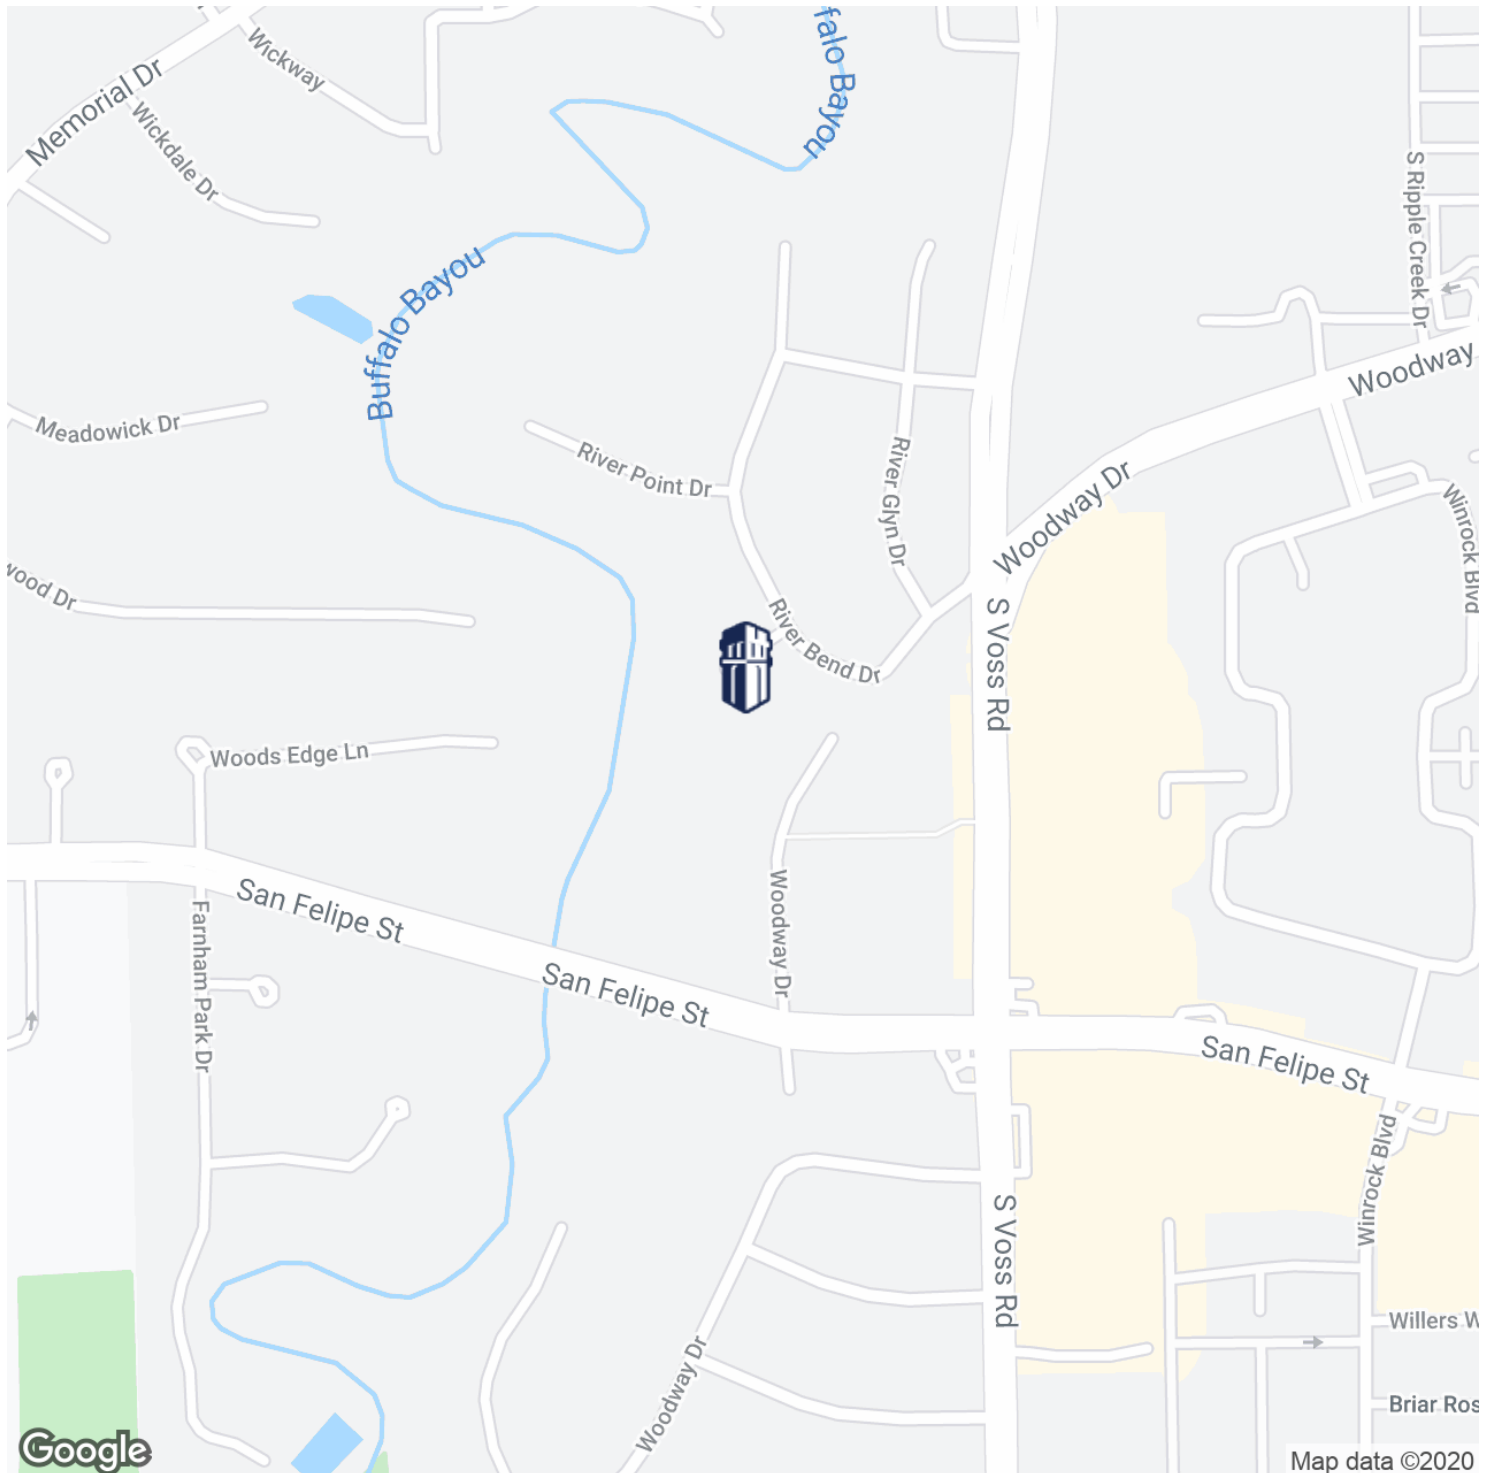 falo Bayou
Wickway
Memorial Dr
Wickdale Dr
S Ripple Creek Dr
Buffalo Bayou
Woodway
Meadowick Dr
River Point Dr
River Glyn Dr
Woodway Dr
Winrock Blvd
wood Dr
River Bend Dr
S Voss Rd
Woods Edge Ln
San Felipe St
Farnham Park Dr
Woodway Dr
San Felipe St
San Felipe St
Winrock Blvd
S Voss Rd
Willers W
Woodway Dr
Briar Ros
Google
Map data ©2020